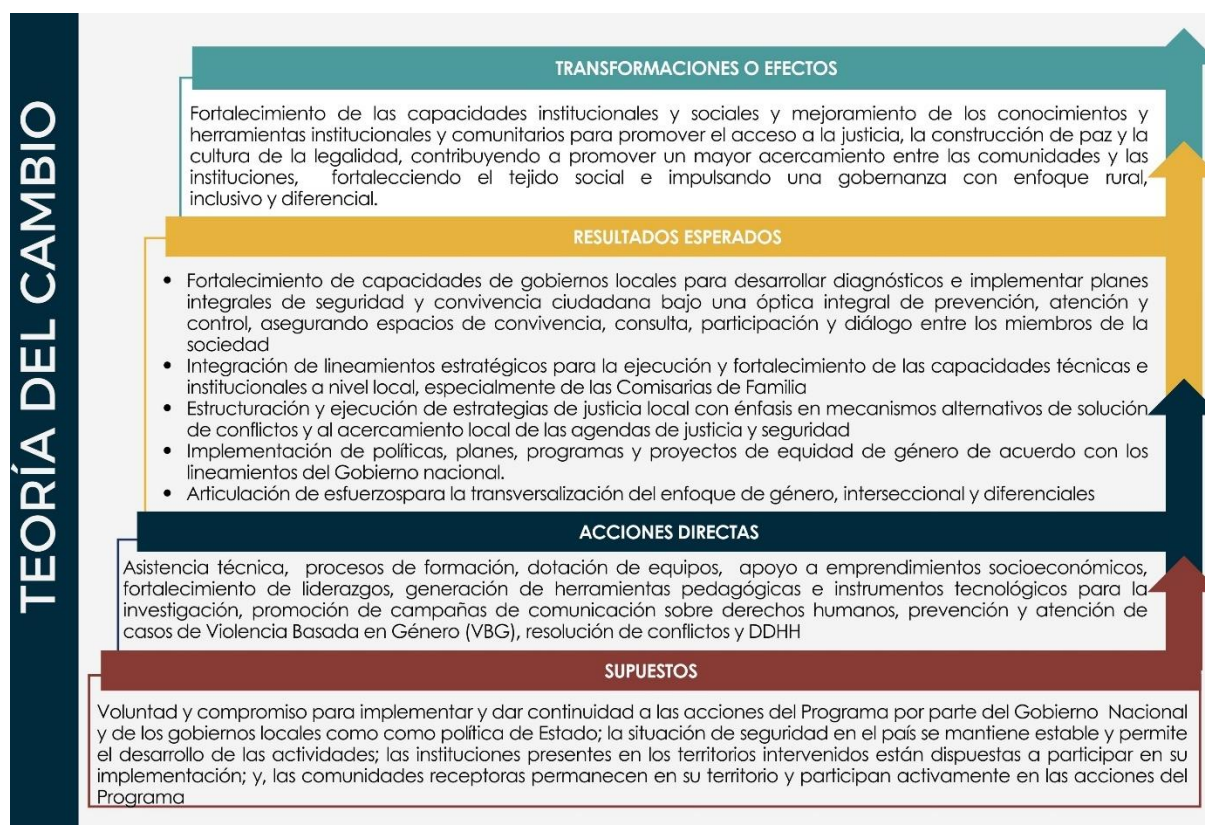 TEORÍA DEL CAMBIO
TRANSFORMACIONES O EFECTOS
Fortalecimiento de las capacidades institucionales y sociales y mejoramiento de los conocimientos y
herramientas institucionales y comunitarios para promover el acceso a la justicia, la construcción de paz y la
cultura de la legalidad, contribuyendo a promover un mayor acercamiento entre las comunidades y las
instituciones, fortalecciendo el tejido social e impulsando una gobernanza con enfoque rural,
inclusivo y diferencial.
RESULTADOS ESPERADOS
• Fortalecimiento de capacidades de gobiernos locales para desarrollar diagnósticos e implementar planes
integrales de seguridad y convivencia ciudadana bajo una óptica integral de prevención, atención y
control, asegurando espacios de convivencia, consulta, participación y diálogo entre los miembros de la
sociedad
• Integración de lineamientos estratégicos para la ejecución y fortalecimiento de las capacidades técnicas e
institucionales a nivel local, especialmente de las Comisarias de Familia
• Estructuración y ejecución de estrategias de justicia local con énfasis en mecanismos alternativos de solución
de conflictos y al acercamiento local de las agendas de justicia y seguridad
• Implementación de políticas, planes, programas y proyectos de equidad de género de acuerdo con los
lineamientos del Gobierno nacional.
• Articulación de esfuerzospara la transversalización del enfoque de género, interseccional y diferenciales
ACCIONES DIRECTAS
Asistencia técnica, procesos de formación, dotación de equipos, apoyo a emprendimientos socioeconómicos,
fortalecimiento de liderazgos, generación de herramientas pedagógicas e instrumentos tecnológicos para la
investigación, promoción de campañas de comunicación sobre derechos humanos, prevención y atención de
casos de Violencia Basada en Género (VBG), resolución de conflictos y DDHH
SUPUESTOS
Voluntad y compromiso para implementar y dar continuidad a las acciones del Programa por parte del Gobierno Nacional
y de los gobiernos locales como como política de Estado; la situación de seguridad en el país se mantiene estable y permite
el desarrollo de las actividades; las instituciones presentes en los territorios intervenidos están dispuestas a participar en su
implementación; y, las comunidades receptoras permanecen en su territorio y participan activamente en las acciones del
Programa